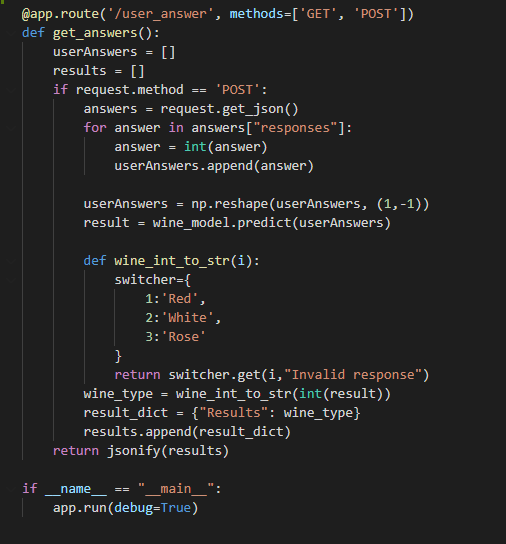 @app.route('/user_answer', methods=['GET', 'POST'])
def get_answers():
    userAnswers = []
    results = []
    if request.method == 'POST':
        answers = request.get_json()
        for answer in answers["responses"]:
            answer = int(answer)
            userAnswers.append(answer)

        userAnswers = np.reshape(userAnswers, (1,-1))
        result = wine_model.predict(userAnswers)

        def wine_int_to_str(i):
            switcher={
                1:'Red',
                2:'White',
                3:'Rose'
            }
            return switcher.get(i,"Invalid response")
        wine_type = wine_int_to_str(int(result))
        result_dict = {"Results": wine_type}
        results.append(result_dict)
    return jsonify(results)

if __name__ == "__main__":
    app.run(debug=True)